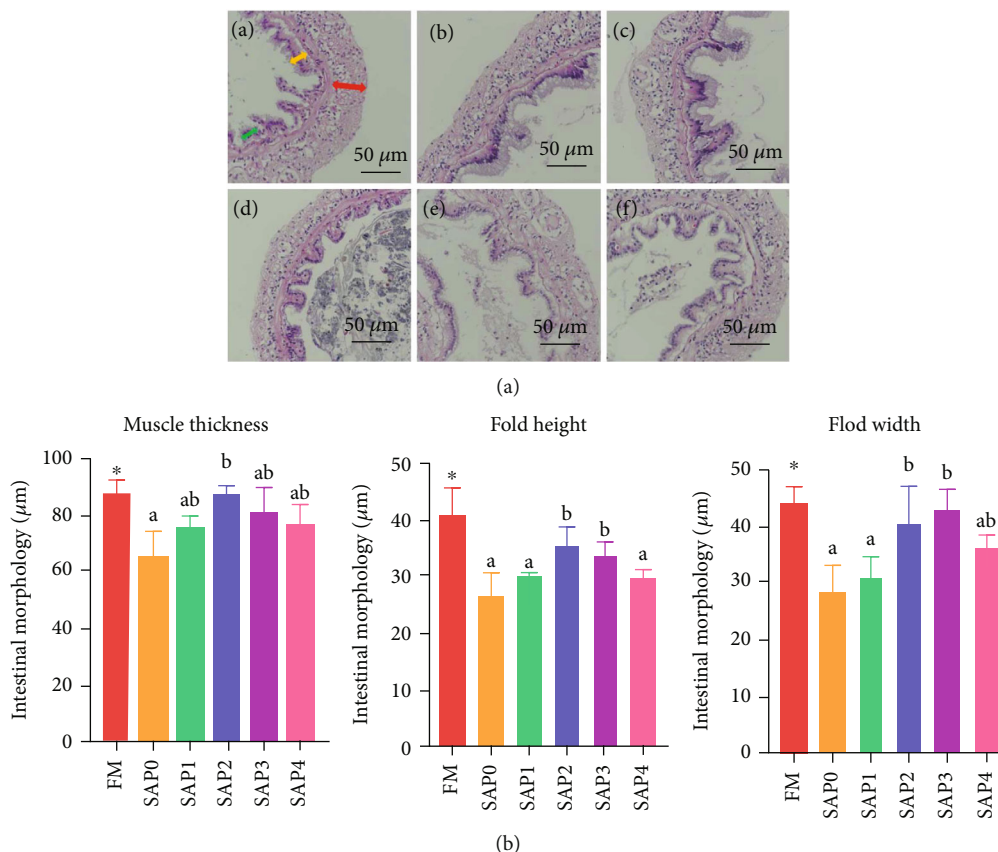 (a)
(b)
(c)
50 μm
50 μm
50 μm
(d)
(e)
(f)
50 μm
50 μm
50 μm
(a)
Muscle thickness
Intestinal morphology (μm)
100
80
60
40
80
0
*
a
ab
b
ab
ab
FM
SAP0
SAP1
SAP2
SAP3
SAP4
Fold height
Intestinal morphology (μm)
50
40
30
20
10
0
*
a
a
b
b
a
FM
SAP0
SAP1
SAP2
SAP3
SAP4
Flod width
Intestinal morphology (μm)
50
40
30
20
10
0
*
a
a
b
b
ab
FM
SAP0
SAP1
SAP2
SAP3
SAP4
(b)